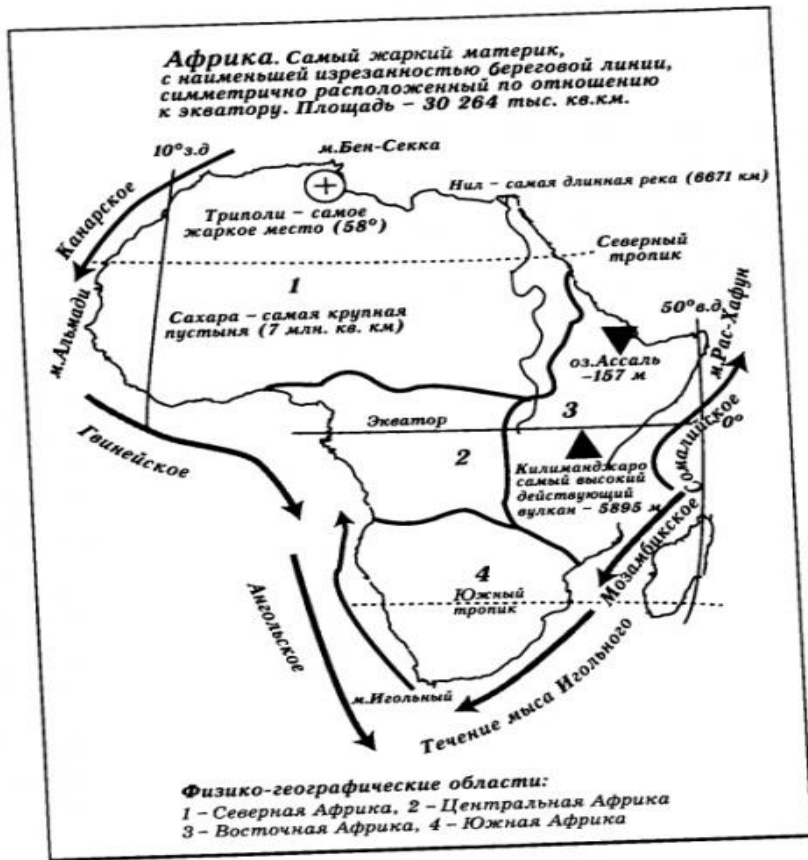 Африка. Самый жаркий материк,
с наименьшей изрезанностью береговой линии,
симметрично расположенный по отношению
к экватору. Площадь – 30 264 тыс. кв.км.
10°з.д
м.Бен-Секка
Нил – самая длинная река (6671 км)
Канарское
Триполи – самое
жаркое место (58°)
Северный
тропик
1
м.Альмади
Сахара – самая крупная
пустыня (7 млн. кв. км)
50°в.д.
м.Рас-Хафун
оз.Ассаль
–157 м
3
Экватор
0°
Гвинейское
2
Сомалийское
Килиманджаро
самый высокий
действующий
вулкан – 5895 м
Мозамбикское
4
Южный
тропик
Ангольское
м.Игольный
Течение мыса Игольного
Физико-географические области:
1 – Северная Африка, 2 – Центральная Африка
3 – Восточная Африка, 4 – Южная Африка